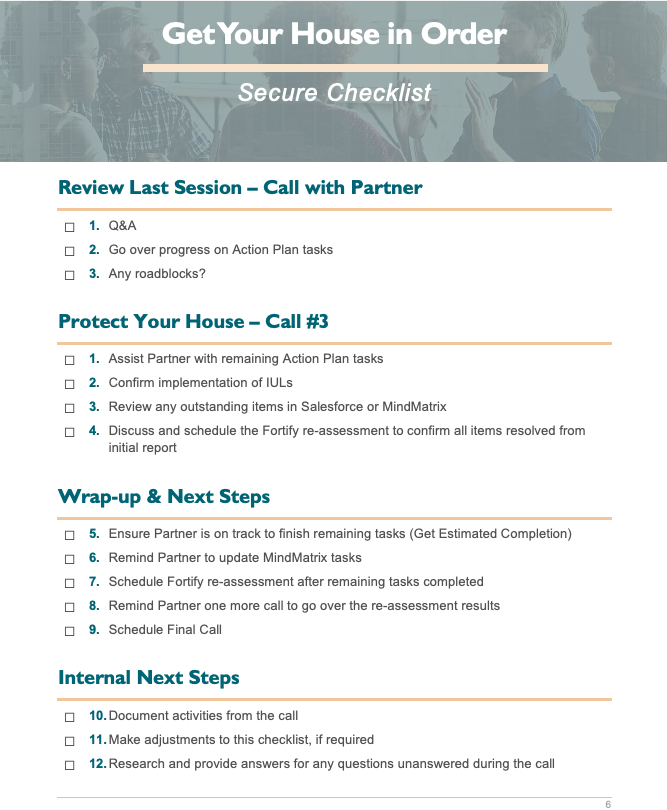 Get Your House in Order
Secure Checklist
Review Last Session – Call with Partner
☐ 1. Q&A
☐ 2. Go over progress on Action Plan tasks
☐ 3. Any roadblocks?
Protect Your House – Call #3
☐ 1. Assist Partner with remaining Action Plan tasks
☐ 2. Confirm implementation of IULs
☐ 3. Review any outstanding items in Salesforce or MindMatrix
☐ 4. Discuss and schedule the Fortify re-assessment to confirm all items resolved from
initial report
Wrap-up & Next Steps
☐ 5. Ensure Partner is on track to finish remaining tasks (Get Estimated Completion)
☐ 6. Remind Partner to update MindMatrix tasks
☐ 7. Schedule Fortify re-assessment after remaining tasks completed
☐ 8. Remind Partner one more call to go over the re-assessment results
☐ 9. Schedule Final Call
Internal Next Steps
☐ 10. Document activities from the call
☐ 11. Make adjustments to this checklist, if required
☐ 12. Research and provide answers for any questions unanswered during the call
6